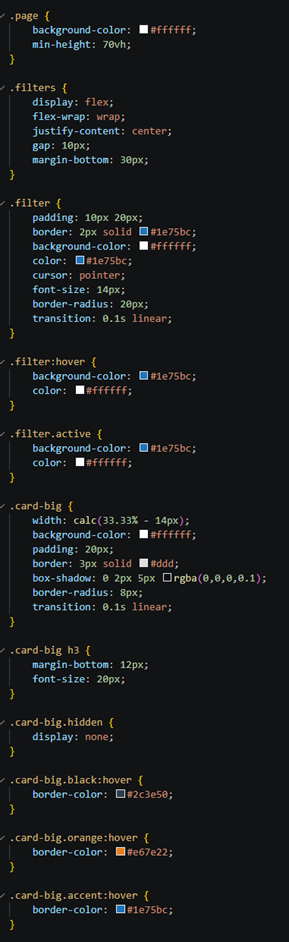 .page {
background-color: #ffffff;
min-height: 70vh;
}
.filters {
display: flex;
flex-wrap: wrap;
justify-content: center;
gap: 10px;
margin-bottom: 30px;
}
.filter {
padding: 10px 20px;
border: 2px solid #1e75bc;
background-color: #ffffff;
color: #1e75bc;
cursor: pointer;
font-size: 14px;
border-radius: 20px;
transition: 0.1s linear;
}
.filter:hover {
background-color: #1e75bc;
color: #ffffff;
}
.filter.active {
background-color: #1e75bc;
color: #ffffff;
}
.card-big {
width: calc(33.33% - 14px);
background-color: #ffffff;
padding: 20px;
border: 3px solid #ddd;
box-shadow: 0 2px 5px rgba(0,0,0,0.1);
border-radius: 8px;
transition: 0.1s linear;
}
.card-big h3 {
margin-bottom: 12px;
font-size: 20px;
}
.card-big.hidden {
display: none;
}
.card-big.black:hover {
border-color: #2c3e50;
}
.card-big.orange:hover {
border-color: #e67e22;
}
.card-big.accent:hover {
border-color: #1e75bc;
}